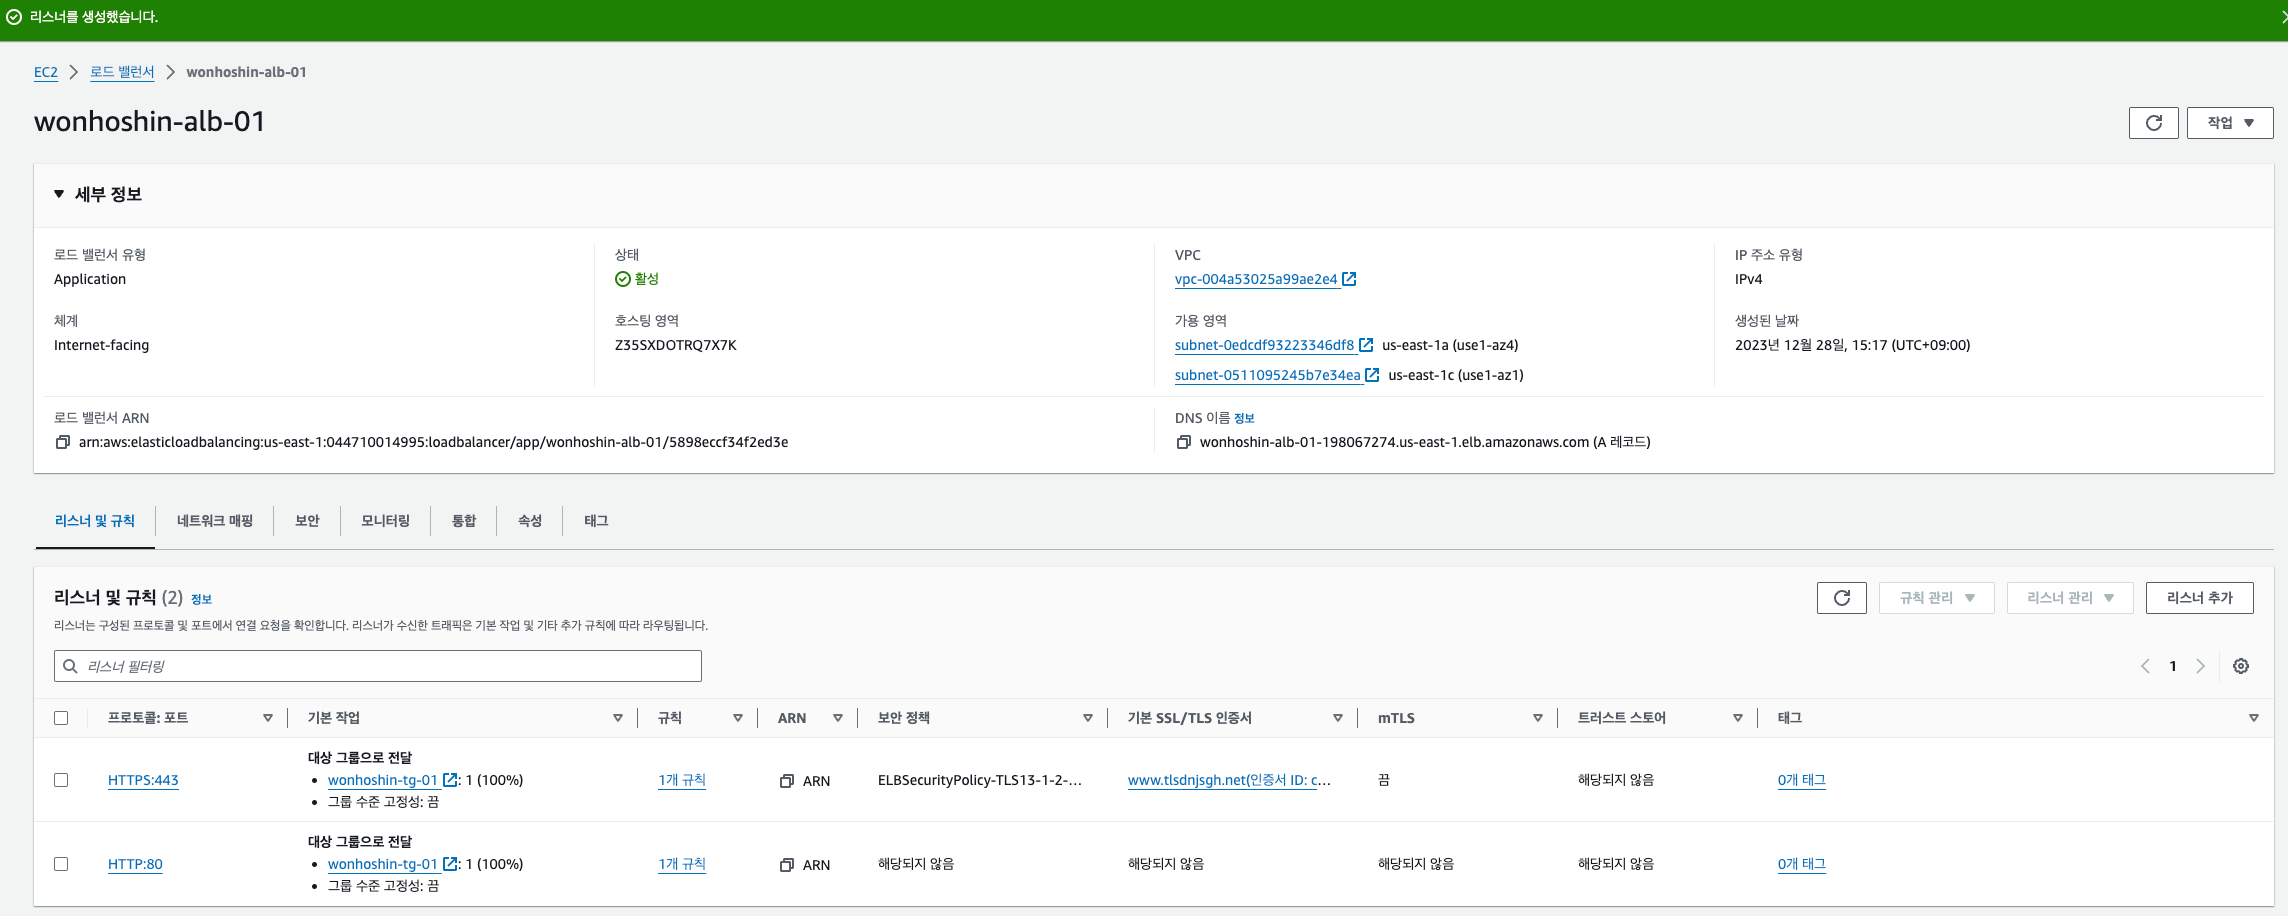 리스너를 생성했습니다.
EC2 로드 밸런서 wonhoshin-alb-01
wonhoshin-alb-01
작업
세부 정보
로드 밸런서 유형 상태 VPC IP 주소 유형
Application 활성 vpc-004a53025a99ae2e4 IPv4
체계 호스팅 영역 가용 영역 생성된 날짜
Internet-facing Z35SXDOTRQ7X7K subnet-0edcdf93223346df8 us-east-1a (use1-az4) 2023년 12월 28일, 15:17 (UTC+09:00)
subnet-0511095245b7e34ea us-east-1c (use1-az1)
로드 밸런서 ARN DNS 이름 정보
arn:aws:elasticloadbalancing:us-east-1:044710014995:loadbalancer/app/wonhoshin-alb-01/5898eccf34f2ed3e wonhoshin-alb-01-198067274.us-east-1.elb.amazonaws.com (A 레코드)
리스너 및 규칙 네트워크 매핑 보안 모니터링 통합 속성 태그
리스너 및 규칙 (2) 정보 규칙 관리 리스너 관리 리스너 추가
리스너는 구성된 프로토콜 및 포트에서 연결 요청을 확인합니다. 리스너가 수신한 트래픽은 기본 작업 및 기타 추가 규칙에 따라 라우팅됩니다.
리스너 필터링 1
프로토콜: 포트 기본 작업 규칙 ARN 보안 정책 기본 SSL/TLS 인증서 mTLS 트러스트 스토어 태그
대상 그룹으로 전달
HTTPS:443 • wonhoshin-tg-01 : 1 (100%) 1개 규칙 ARN ELBSecurityPolicy-TLS13-1-2-... www.tlsdnjsgh.net(인증서 ID: c... 끔 해당되지 않음 0개 태그
• 그룹 수준 고정성: 끔
대상 그룹으로 전달
HTTP:80 • wonhoshin-tg-01 : 1 (100%) 1개 규칙 ARN 해당되지 않음 해당되지 않음 해당되지 않음 해당되지 않음 0개 태그
• 그룹 수준 고정성: 끔